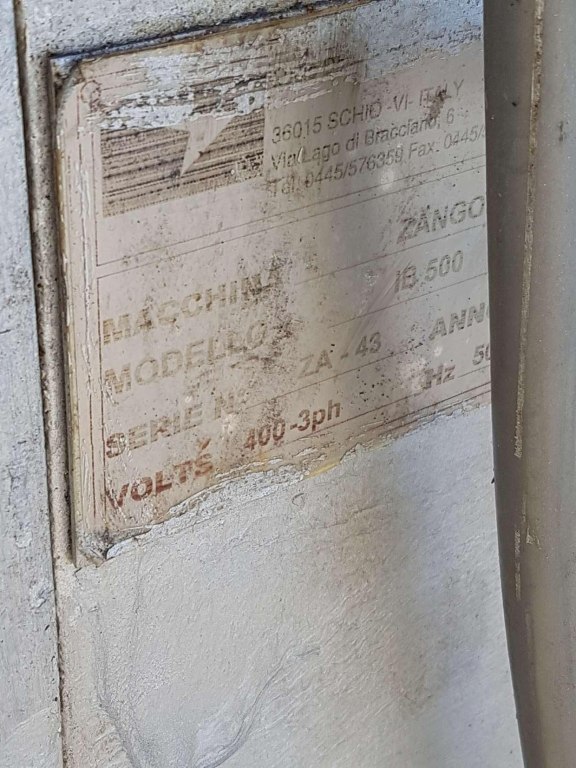 36015 SCHIO -VI- ITALY
Via Lago di Bracciano, 6
Tel. 0445/576359 Fax. 0445/
MACCHINA ZANGO
MODELLO IB 500
SERIE N. ZA - 43 ANNO
VOLTS 400-3ph Hz 50